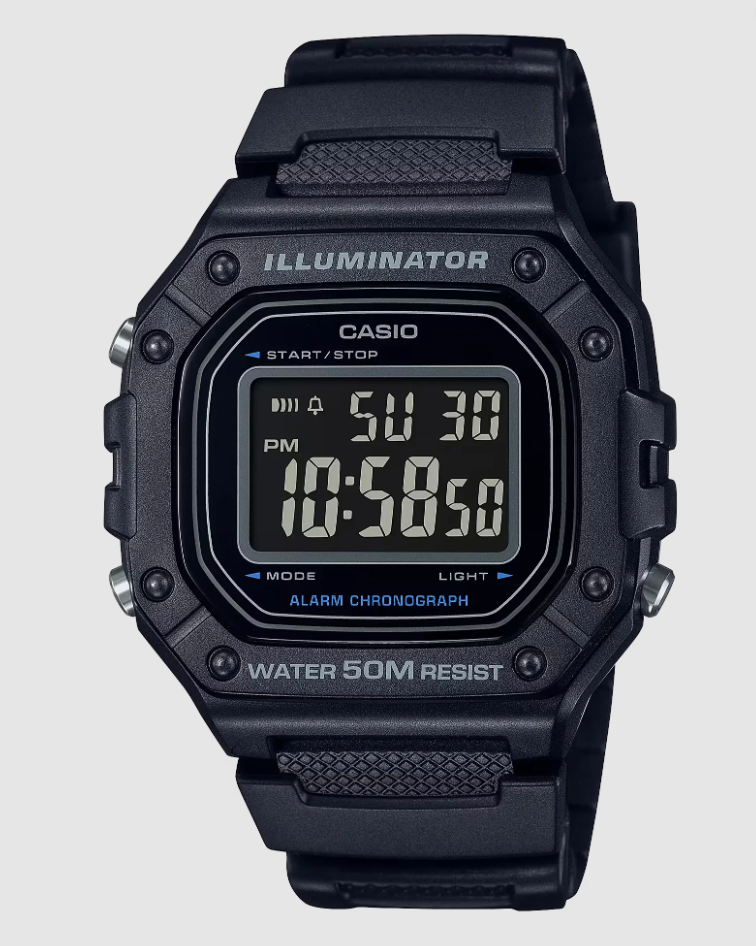 ILLUMINATOR
CASIO
START/STOP
SU 30
PM
10:58 50
MODE LIGHT
ALARM CHRONOGRAPH
WATER 50M RESIST